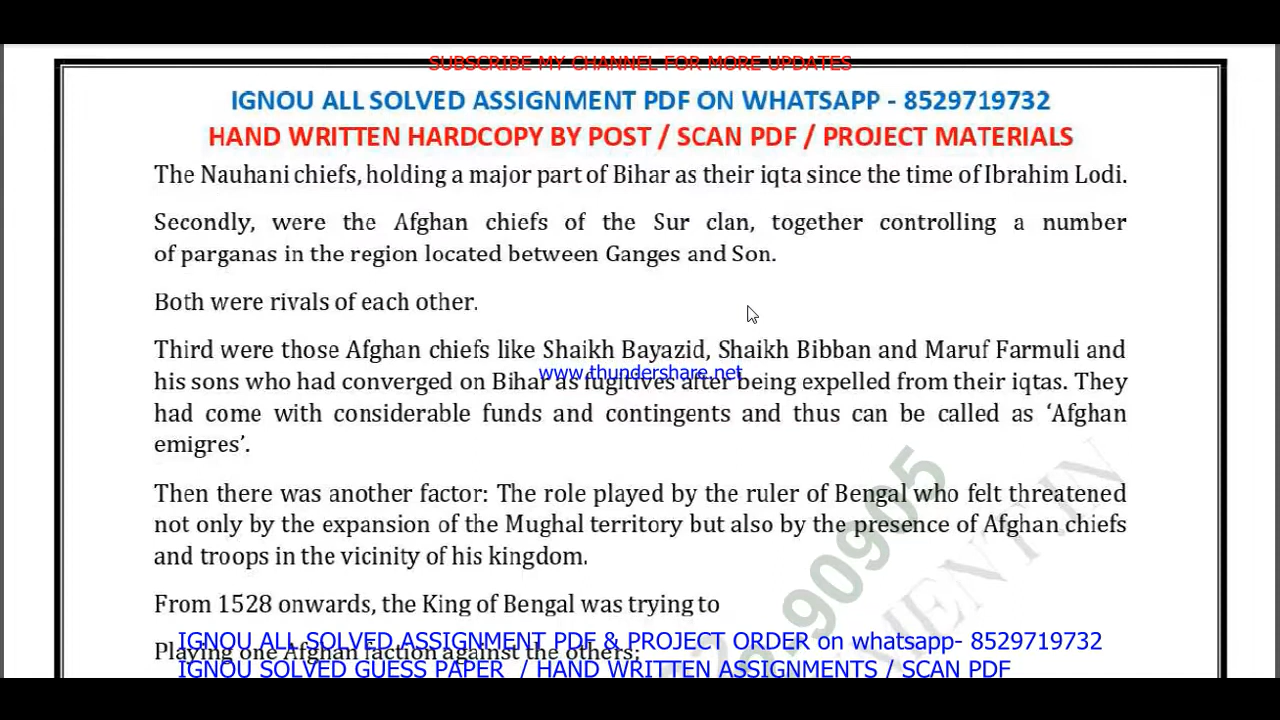 SUBSCRIBE MY CHANNEL FOR MORE UPDATES
IGNOU ALL SOLVED ASSIGNMENT PDF ON WHATSAPP - 8529719732
HAND WRITTEN HARDCOPY BY POST / SCAN PDF / PROJECT MATERIALS
The Nauhani chiefs, holding a major part of Bihar as their iqta since the time of Ibrahim Lodi.
Secondly, were the Afghan chiefs of the Sur clan, together controlling a number
of parganas in the region located between Ganges and Son.
Both were rivals of each other.
Third were those Afghan chiefs like Shaikh Bayazid, Shaikh Bibban and Maruf Farmuli and
www.thundershare.net
his sons who had converged on Bihar as fugitives after being expelled from their iqtas. They
had come with considerable funds and contingents and thus can be called as ‘Afghan
emigres’.
Then there was another factor: The role played by the ruler of Bengal who felt threatened
not only by the expansion of the Mughal territory but also by the presence of Afghan chiefs
and troops in the vicinity of his kingdom.
From 1528 onwards, the King of Bengal was trying to
IGNOU ALL SOLVED ASSIGNMENT PDF & PROJECT ORDER on whatsapp- 8529719732
Playing one Afghan faction against the others;
IGNOU SOLVED GUESS PAPER / HAND WRITTEN ASSIGNMENTS / SCAN PDF